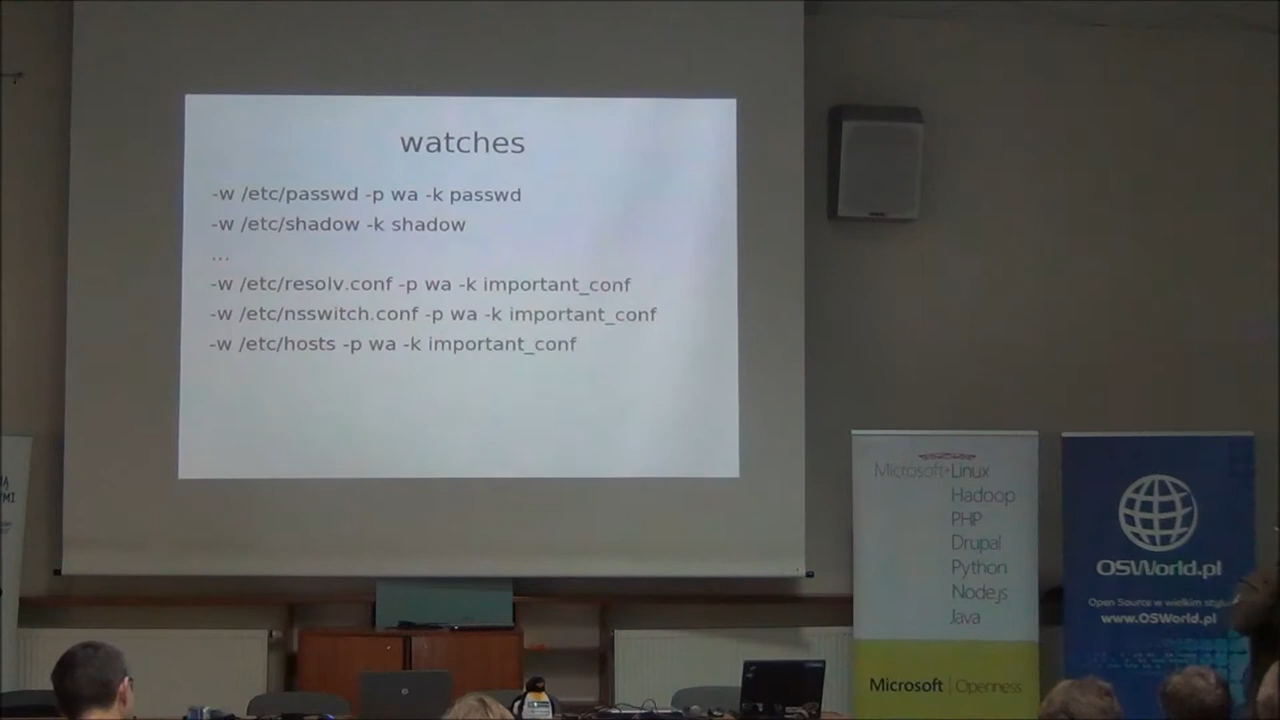 watches
-w /etc/passwd -p wa -k passwd
-w /etc/shadow -k shadow
...
-w /etc/resolv.conf -p wa -k important_conf
-w /etc/nsswitch.conf -p wa -k important_conf
-w /etc/hosts -p wa -k important_conf
Microsoft+Linux
Hadoop
PHP
Drupal
Python
Nodejs
Java
Microsoft | Openness
OSWorld.pl
Open Source w wielkim stylu
www.OSWorld.pl